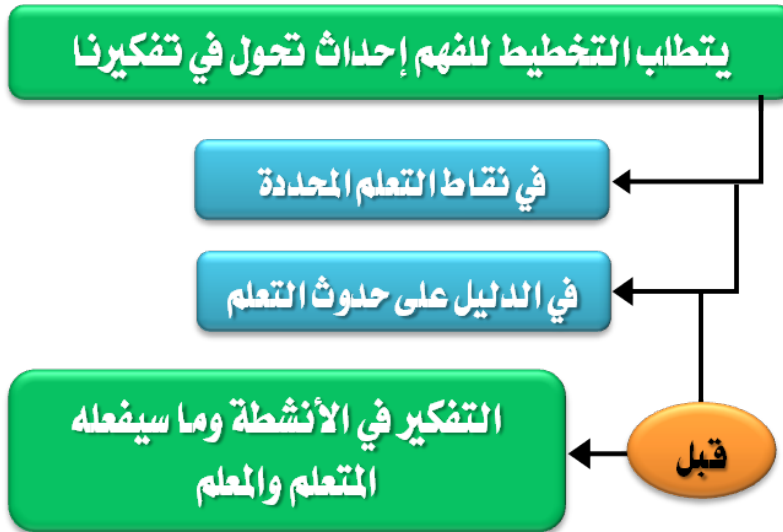 يتطلب التخطيط للفهم إحداث تحول في تفكيرنا
في نقاط التعلم المحددة
في الدليل على حدوث التعلم
قبل
التفكير في الأنشطة وما سيفعله
المتعلم والمعلم